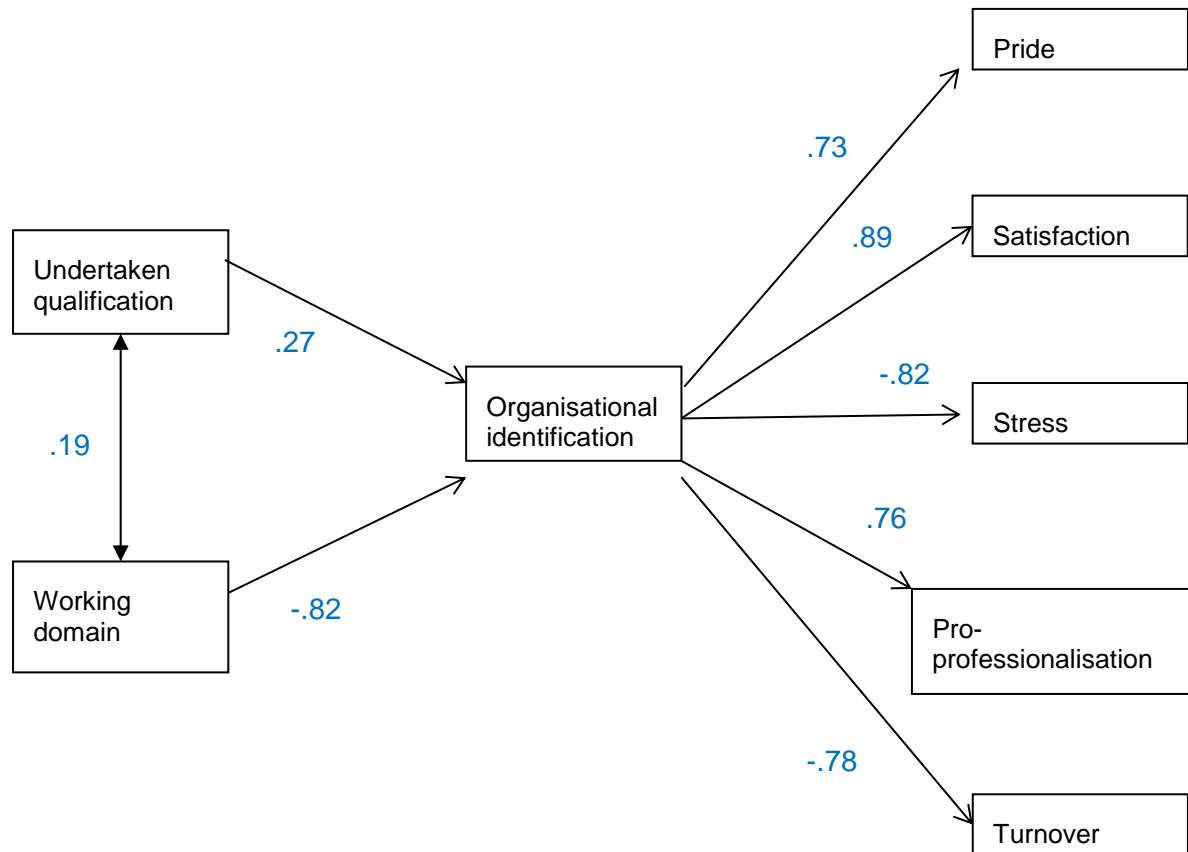 Pride
.73
Satisfaction
.89
Undertaken
qualification
.27
-.82
Organisational
identification
Stress
.19
.76
Working
domain
-.82
Pro-
professionalisation
-.78
Turnover